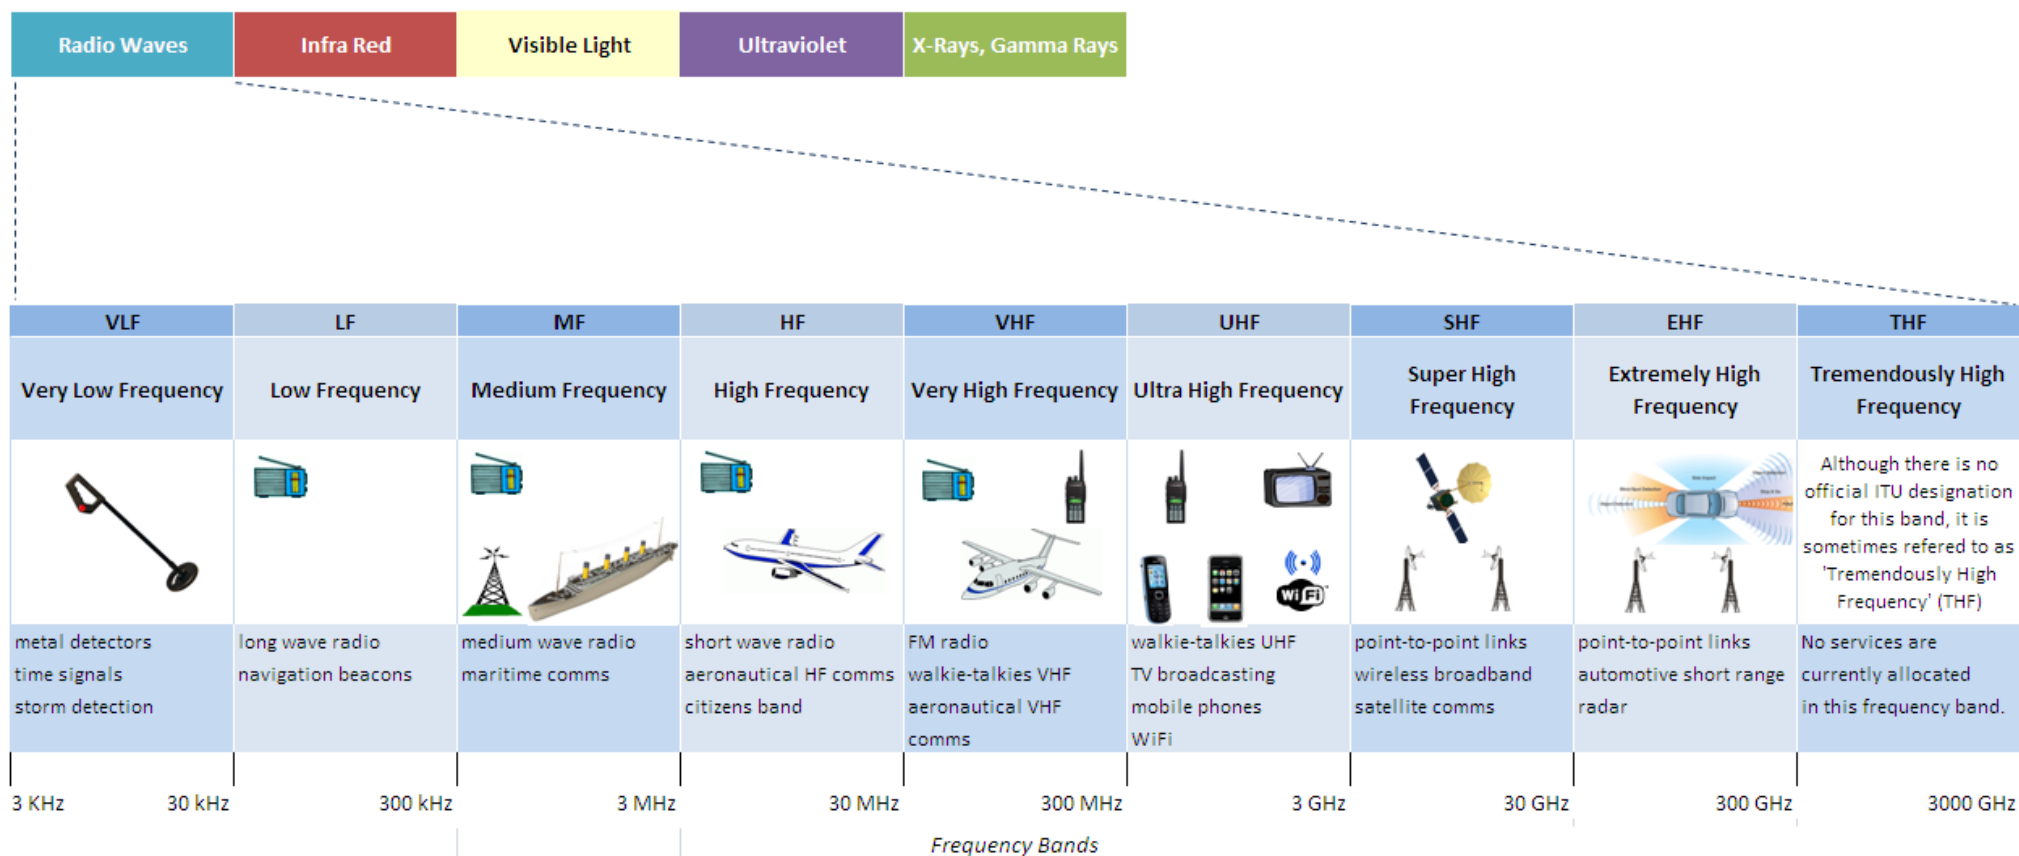 Radio Waves
Infra Red
Visible Light
Ultraviolet
X-Rays, Gamma Rays
VLF
LF
MF
HF
VHF
UHF
SHF
EHF
THF
Very Low Frequency
Low Frequency
Medium Frequency
High Frequency
Very High Frequency
Ultra High Frequency
Super High
Frequency
Extremely High
Frequency
Tremendously High
Frequency
Wi Fi
Although there is no
official ITU designation
for this band, it is
sometimes refered to as
'Tremendously High
Frequency' (THF)
metal detectors
time signals
storm detection
long wave radio
navigation beacons
medium wave radio
maritime comms
short wave radio
aeronautical HF comms
citizens band
FM radio
walkie-talkies VHF
aeronautical VHF
comms
walkie-talkies UHF
TV broadcasting
mobile phones
WiFi
point-to-point links
wireless broadband
satellite comms
point-to-point links
automotive short range
radar
No services are
currently allocated
in this frequency band.
3 KHz
30 kHz
300 kHz
3 MHz
30 MHz
300 MHz
3 GHz
30 GHz
300 GHz
3000 GHz
Frequency Bands